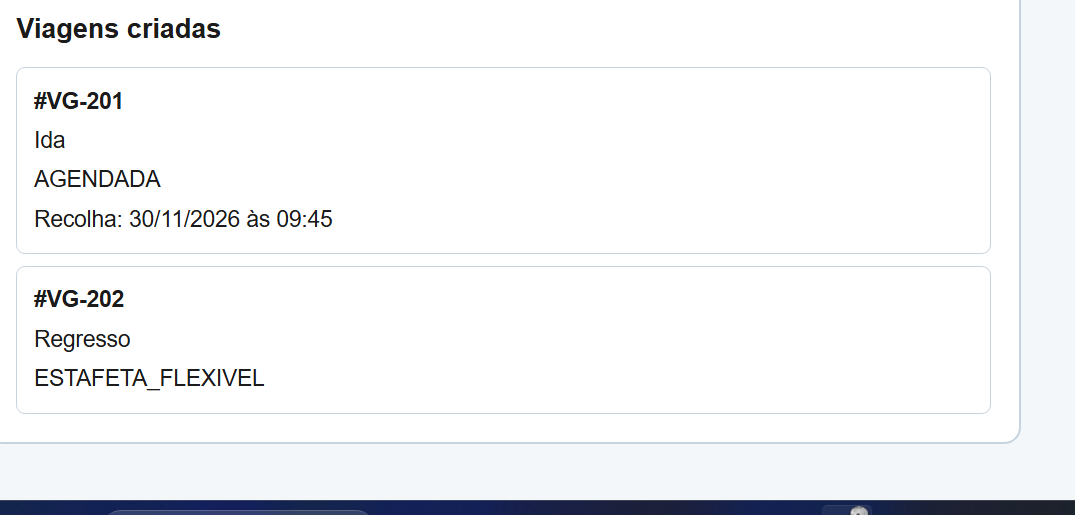 Viagens criadas
#VG-201
Ida
AGENDADA
Recolha: 30/11/2026 às 09:45
#VG-202
Regresso
ESTAFETA_FLEXIVEL